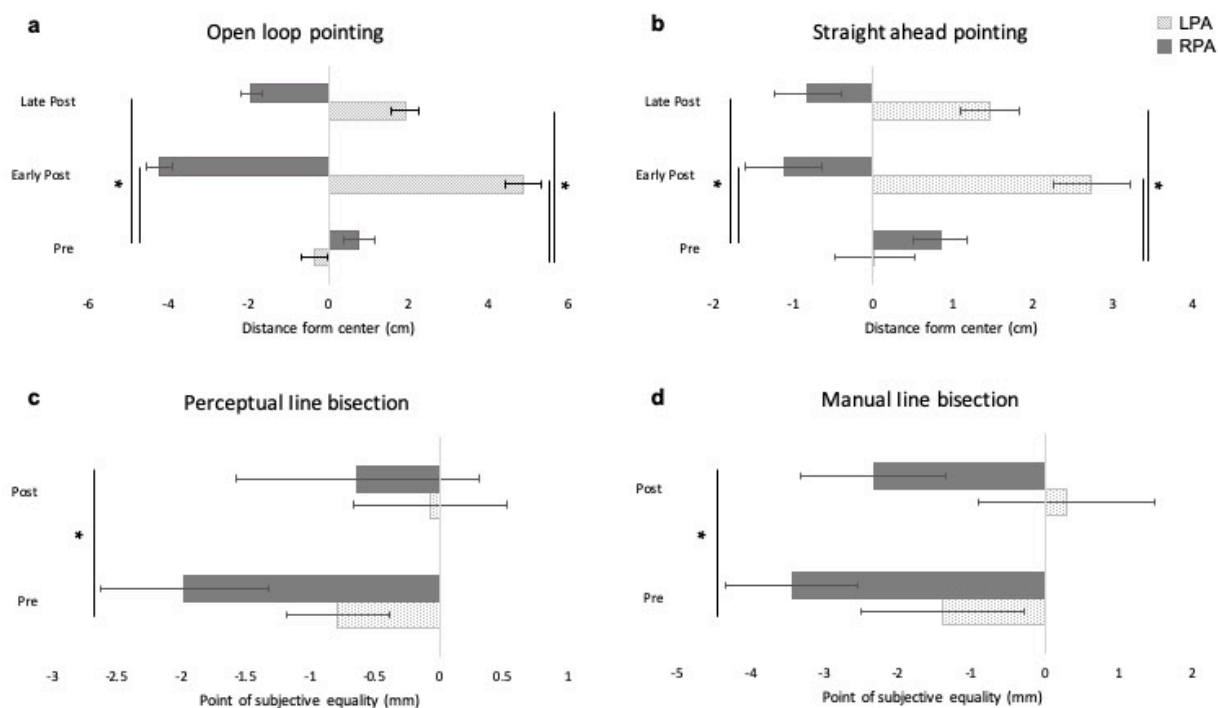 a
Open loop pointing
Late Post
Early Post
Pre
*
*
-6 -4 -2 0 2 4 6
Distance form center (cm)
b
Straight ahead pointing
LPA
RPA
Late Post
Early Post
Pre
*
*
-2 -1 0 1 2 3 4
Distance form center (cm)
c
Perceptual line bisection
Post
Pre
*
-3 -2.5 -2 -1.5 -1 -0.5 0 0.5 1
Point of subjective equality (mm)
d
Manual line bisection
Post
Pre
*
-5 -4 -3 -2 -1 0 1 2
Point of subjective equality (mm)